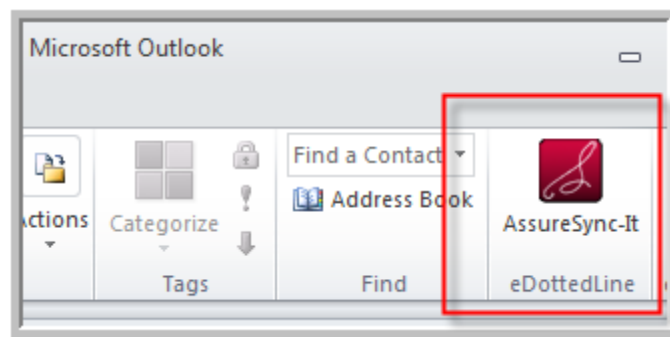 Microsoft Outlook
Find a Contact
Address Book
Actions
Categorize
AssureSync-It
Tags
Find
eDottedLine